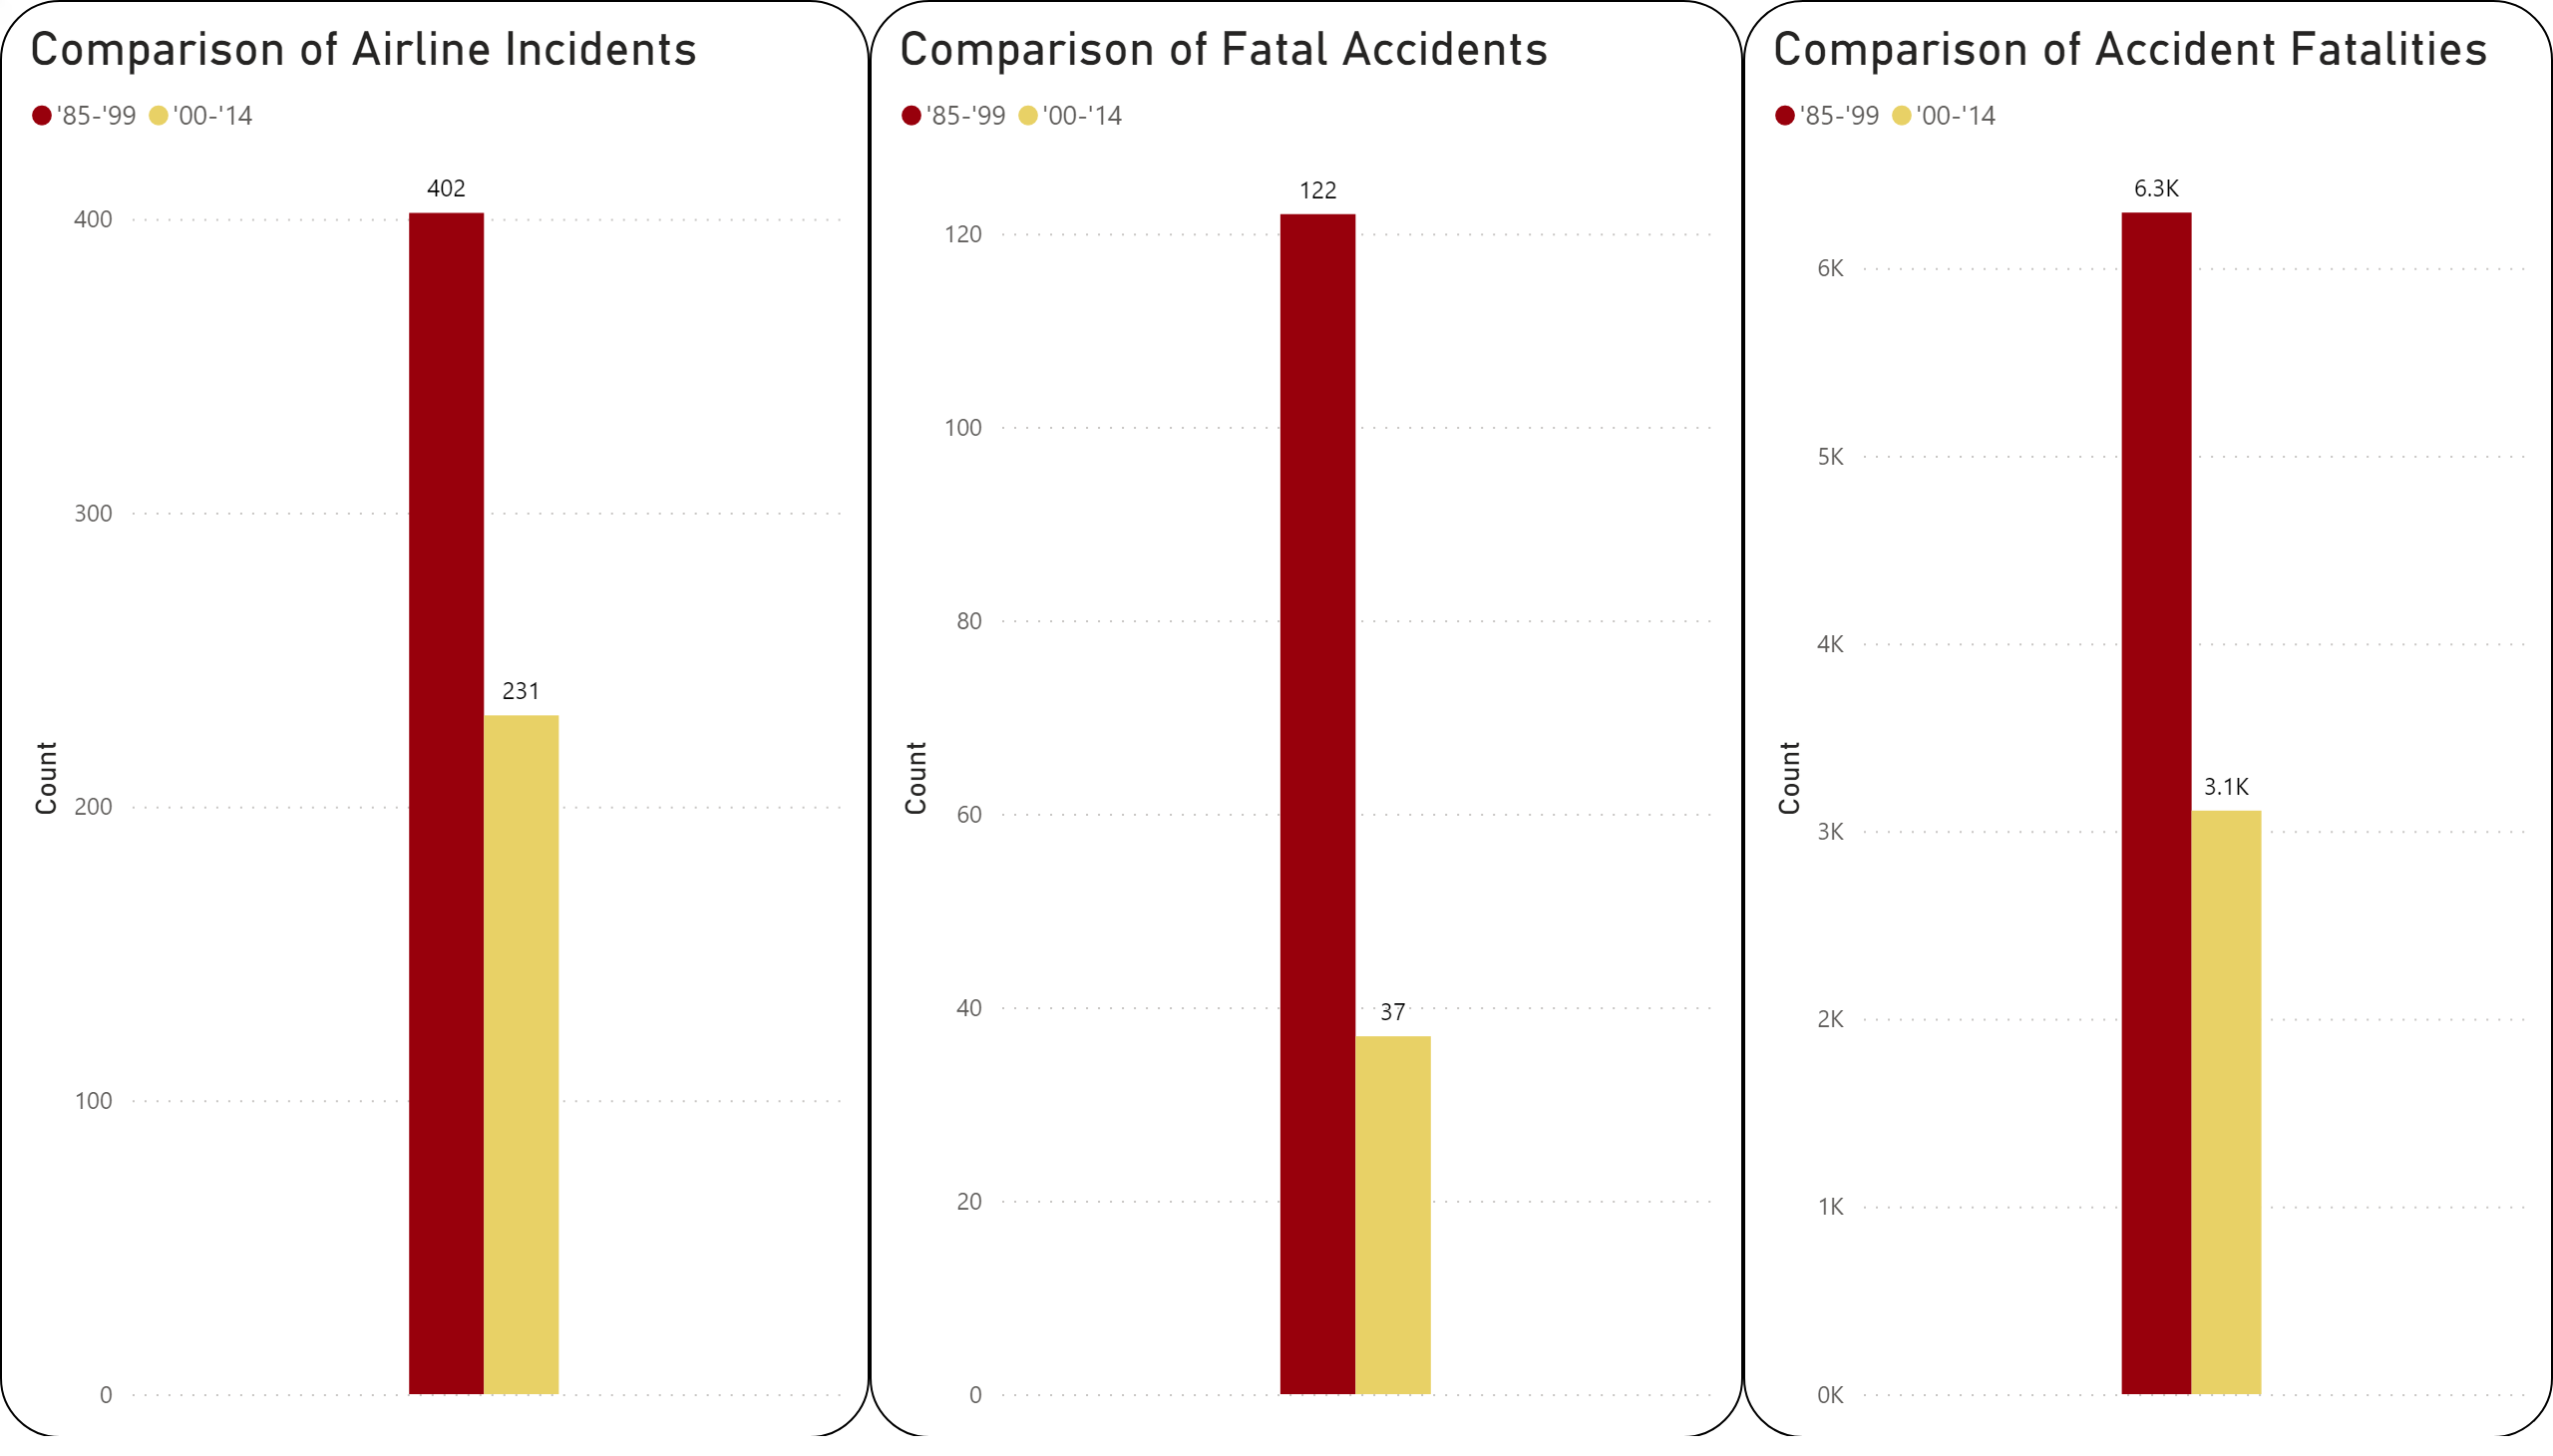 Comparison of Airline Incidents
'85-'99 '00-'14
402
400
300
231
200
100
0
Count
Comparison of Fatal Accidents
'85-'99 '00-'14
122
120
100
80
60
40
37
20
0
Count
Comparison of Accident Fatalities
'85-'99 '00-'14
6.3K
6K
5K
4K
3.1K
3K
2K
1K
0K
Count